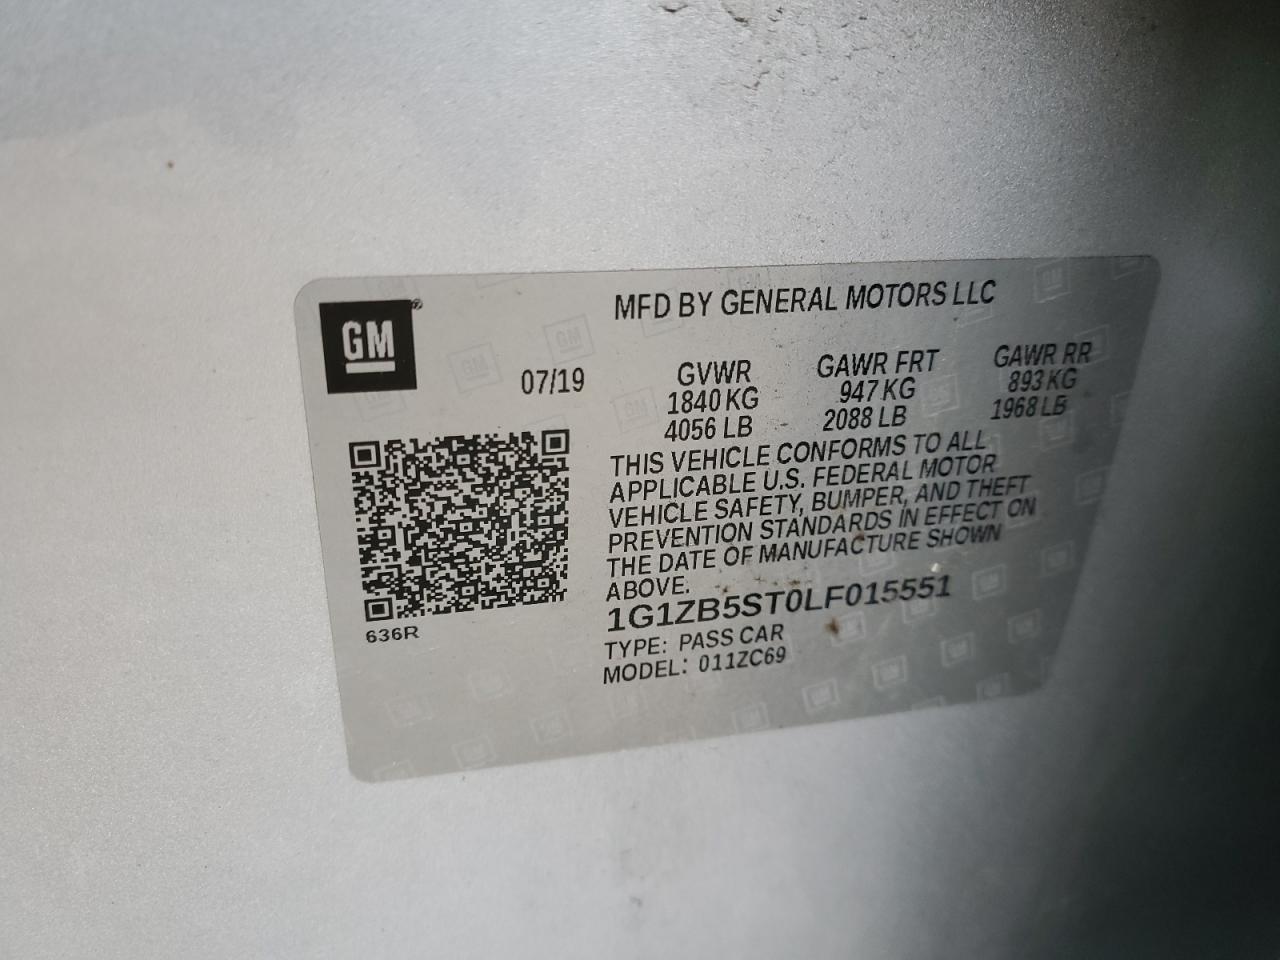 GM®
MFD BY GENERAL MOTORS LLC
07/19
GVWR GAWR FRT GAWR RR
1840 KG 947 KG 893 KG
4056 LB 2088 LB 1968 LB
THIS VEHICLE CONFORMS TO ALL
APPLICABLE U.S. FEDERAL MOTOR
VEHICLE SAFETY, BUMPER, AND THEFT
PREVENTION STANDARDS IN EFFECT ON
THE DATE OF MANUFACTURE SHOWN
ABOVE.
1G1ZB5ST0LF015551
TYPE: PASS CAR
MODEL: 011ZC69
636R